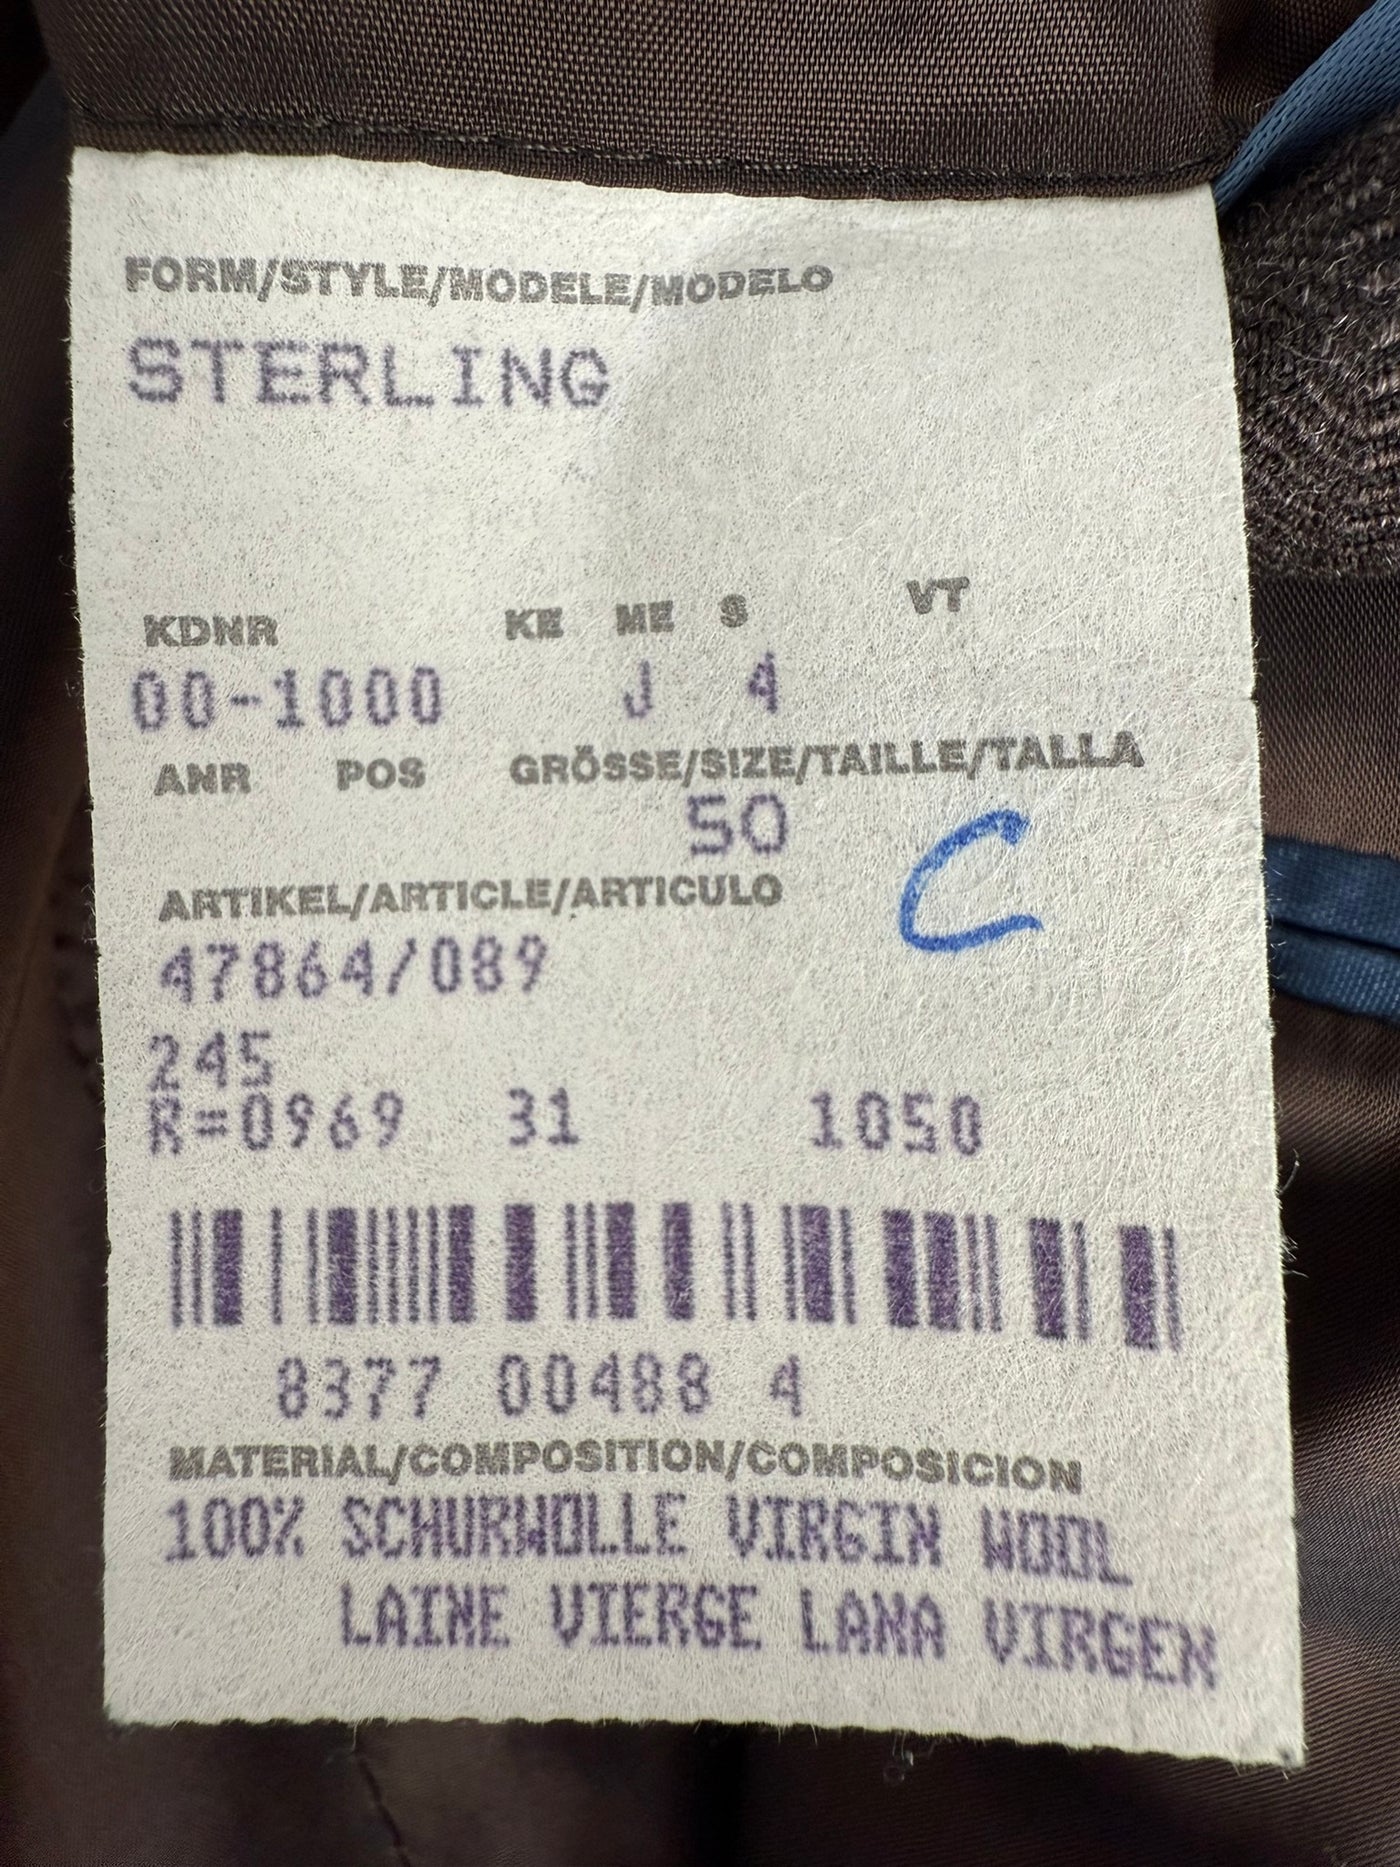 FORM/STYLE/MODELE/MODELO
STERLING
KDNR KE ME S VT
00-1000 J 4
ANR POS GRÖSSE/SIZE/TAILLE/TALLA
50
C
ARTIKEL/ARTICLE/ARTICULO
47864/089
245
R=0969 31 1050
8377 00488 4
MATERIAL/COMPOSITION/COMPOSICION
100% SCHURWOLLE VIRGIN WOOL
LAINE VIERGE LANA VIRGEN